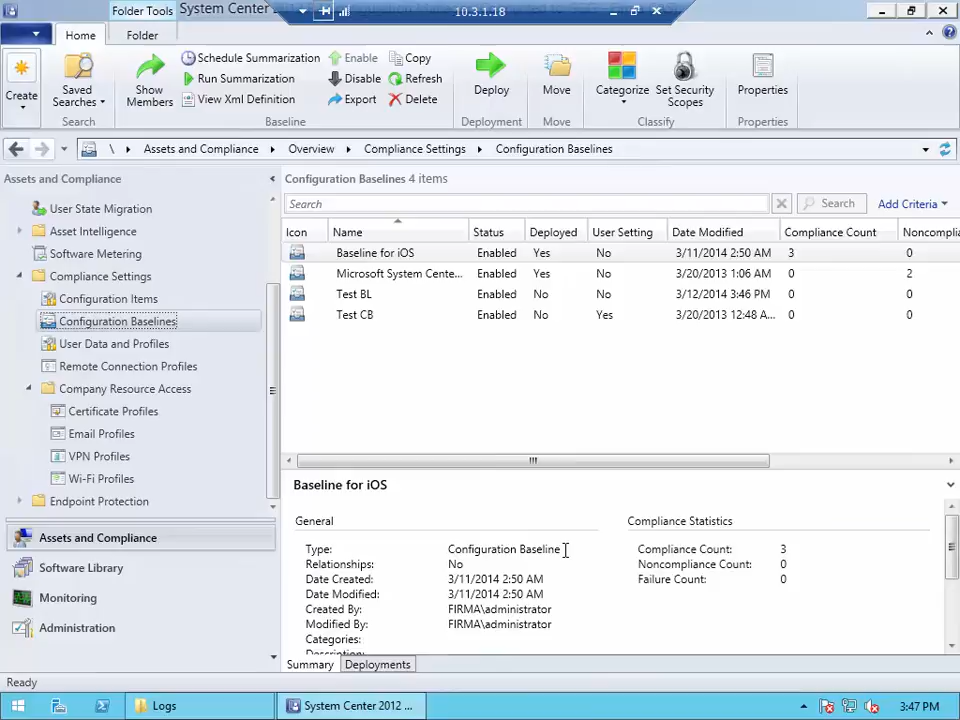 Folder Tools System Center 2012 10.3.1.18
Home Folder
Create
Saved Searches
Search
Show Members
Schedule Summarization
Run Summarization
View Xml Definition
Enable
Disable
Export
Copy
Refresh
Delete
Baseline
Deploy
Deployment
Move
Move
Categorize
Set Security Scopes
Classify
Properties
Properties
\ Assets and Compliance Overview Compliance Settings Configuration Baselines
Assets and Compliance
User State Migration
Asset Intelligence
Software Metering
Compliance Settings
Configuration Items
Configuration Baselines
User Data and Profiles
Remote Connection Profiles
Company Resource Access
Certificate Profiles
Email Profiles
VPN Profiles
Wi-Fi Profiles
Endpoint Protection
Assets and Compliance
Software Library
Monitoring
Administration
Configuration Baselines 4 items
Search Search Add Criteria
Icon Name Status Deployed User Setting Date Modified Compliance Count Noncomplia
Baseline for iOS Enabled Yes No 3/11/2014 2:50 AM 3 0
Microsoft System Cente... Enabled Yes No 3/20/2013 1:06 AM 0 2
Test BL Enabled No No 3/12/2014 3:46 PM 0 0
Test CB Enabled No Yes 3/20/2013 12:48 A... 0 0
Baseline for iOS
General
Type: Configuration Baseline
Relationships: No
Date Created: 3/11/2014 2:50 AM
Date Modified: 3/11/2014 2:50 AM
Created By: FIRMA\administrator
Modified By: FIRMA\administrator
Categories:
Description:
Compliance Statistics
Compliance Count: 3
Noncompliance Count: 0
Failure Count: 0
Summary Deployments
Ready
Logs System Center 2012 ... 3:47 PM